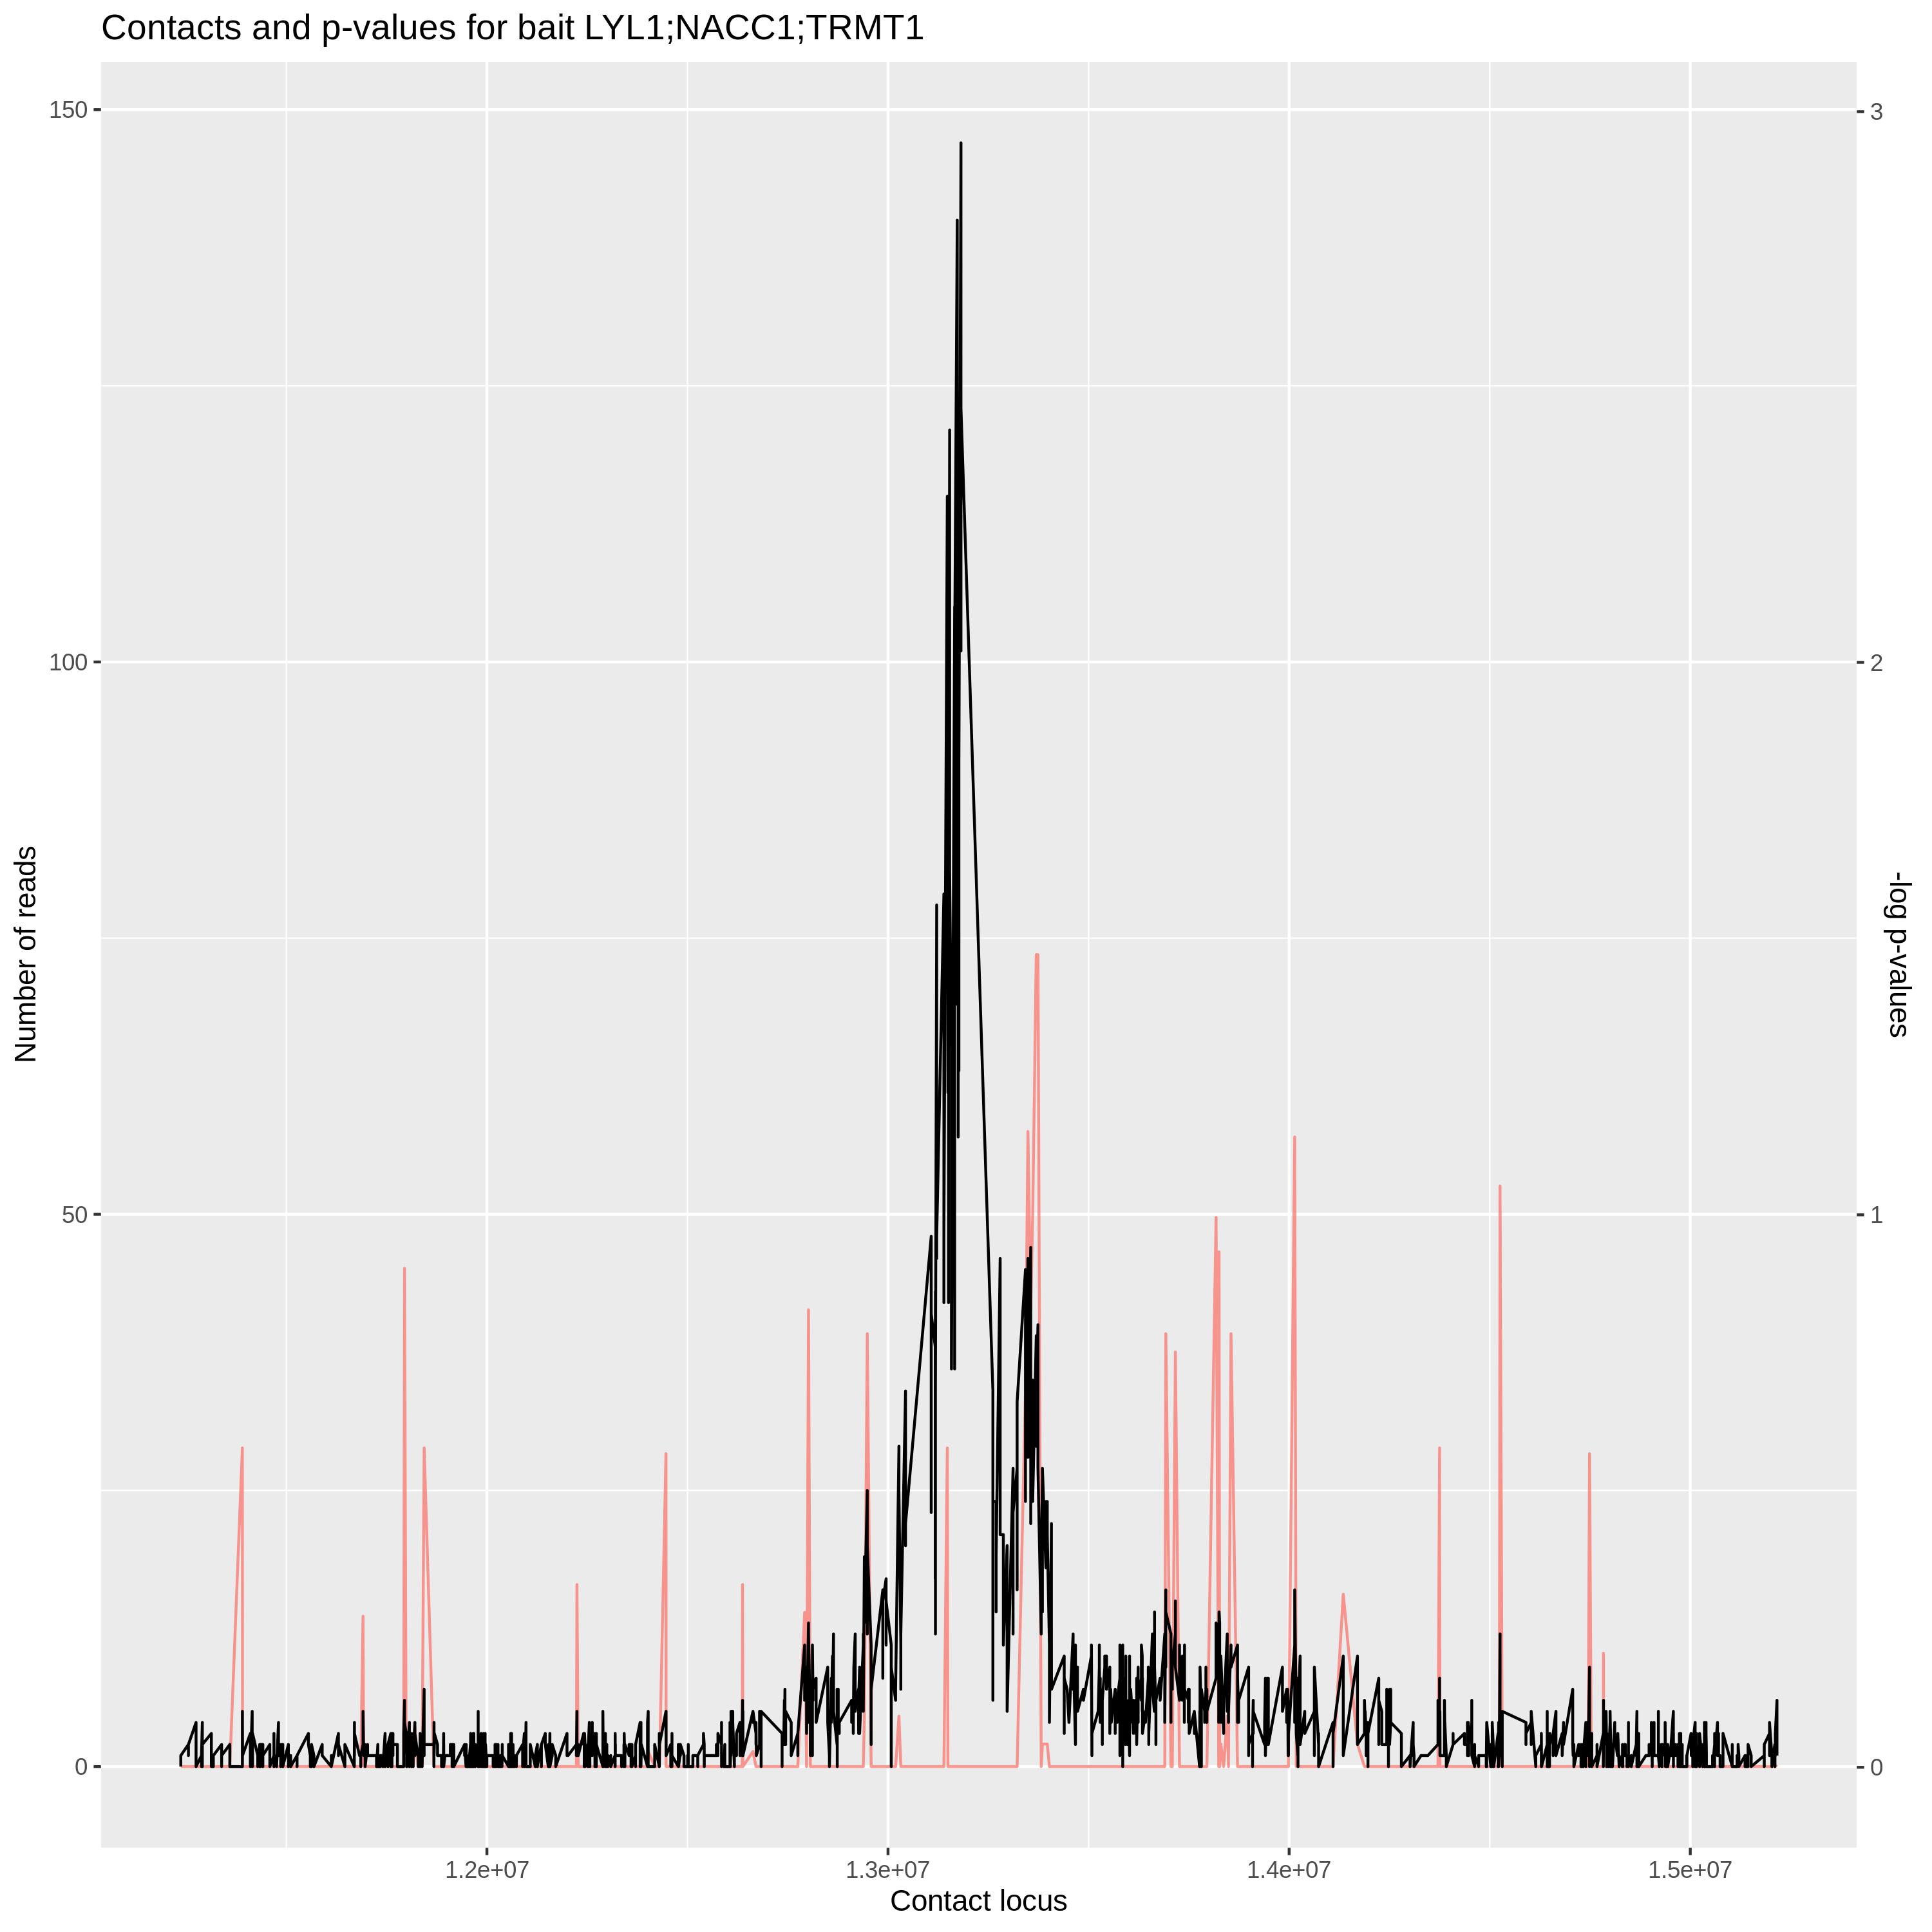 Contacts and p-values for bait LYL1;NACC1;TRMT1
150
100
50
0
Number of reads
3
2
1
0
-log p-values
1.2e+07
1.3e+07
1.4e+07
1.5e+07
Contact locus